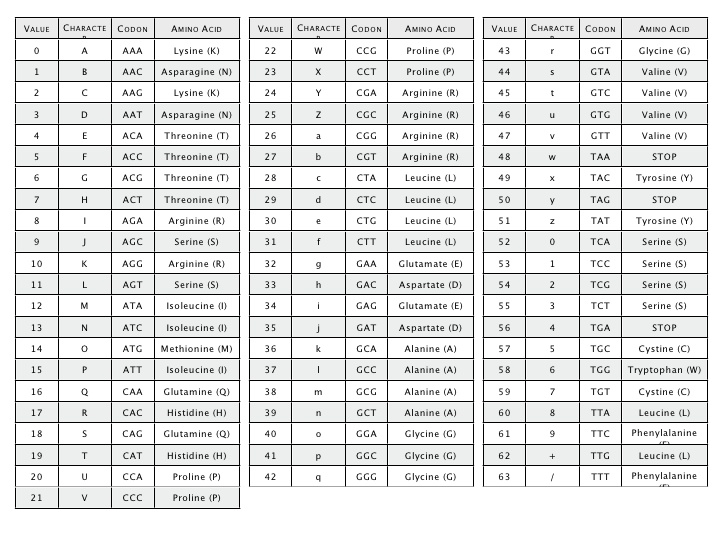 VALUE CHARACTER CODON AMINO ACID
0 A AAA Lysine (K)
1 B AAC Asparagine (N)
2 C AAG Lysine (K)
3 D AAT Asparagine (N)
4 E ACA Threonine (T)
5 F ACC Threonine (T)
6 G ACG Threonine (T)
7 H ACT Threonine (T)
8 I AGA Arginine (R)
9 J AGC Serine (S)
10 K AGG Arginine (R)
11 L AGT Serine (S)
12 M ATA Isoleucine (I)
13 N ATC Isoleucine (I)
14 O ATG Methionine (M)
15 P ATT Isoleucine (I)
16 Q CAA Glutamine (Q)
17 R CAC Histidine (H)
18 S CAG Glutamine (Q)
19 T CAT Histidine (H)
20 U CCA Proline (P)
21 V CCC Proline (P)
VALUE CHARACTER CODON AMINO ACID
22 W CCG Proline (P)
23 X CCT Proline (P)
24 Y CGA Arginine (R)
25 Z CGC Arginine (R)
26 a CGG Arginine (R)
27 b CGT Arginine (R)
28 c CTA Leucine (L)
29 d CTC Leucine (L)
30 e CTG Leucine (L)
31 f CTT Leucine (L)
32 g GAA Glutamate (E)
33 h GAC Aspartate (D)
34 i GAG Glutamate (E)
35 j GAT Aspartate (D)
36 k GCA Alanine (A)
37 l GCC Alanine (A)
38 m GCG Alanine (A)
39 n GCT Alanine (A)
40 o GGA Glycine (G)
41 p GGC Glycine (G)
42 q GGG Glycine (G)
VALUE CHARACTER CODON AMINO ACID
43 r GGT Glycine (G)
44 s GTA Valine (V)
45 t GTC Valine (V)
46 u GTG Valine (V)
47 v GTT Valine (V)
48 w TAA STOP
49 x TAC Tyrosine (Y)
50 y TAG STOP
51 z TAT Tyrosine (Y)
52 0 TCA Serine (S)
53 1 TCC Serine (S)
54 2 TCG Serine (S)
55 3 TCT Serine (S)
56 4 TGA STOP
57 5 TGC Cystine (C)
58 6 TGG Tryptophan (W)
59 7 TGT Cystine (C)
60 8 TTA Leucine (L)
61 9 TTC Phenylalanine (F)
62 + TTG Leucine (L)
63 / TTT Phenylalanine (F)